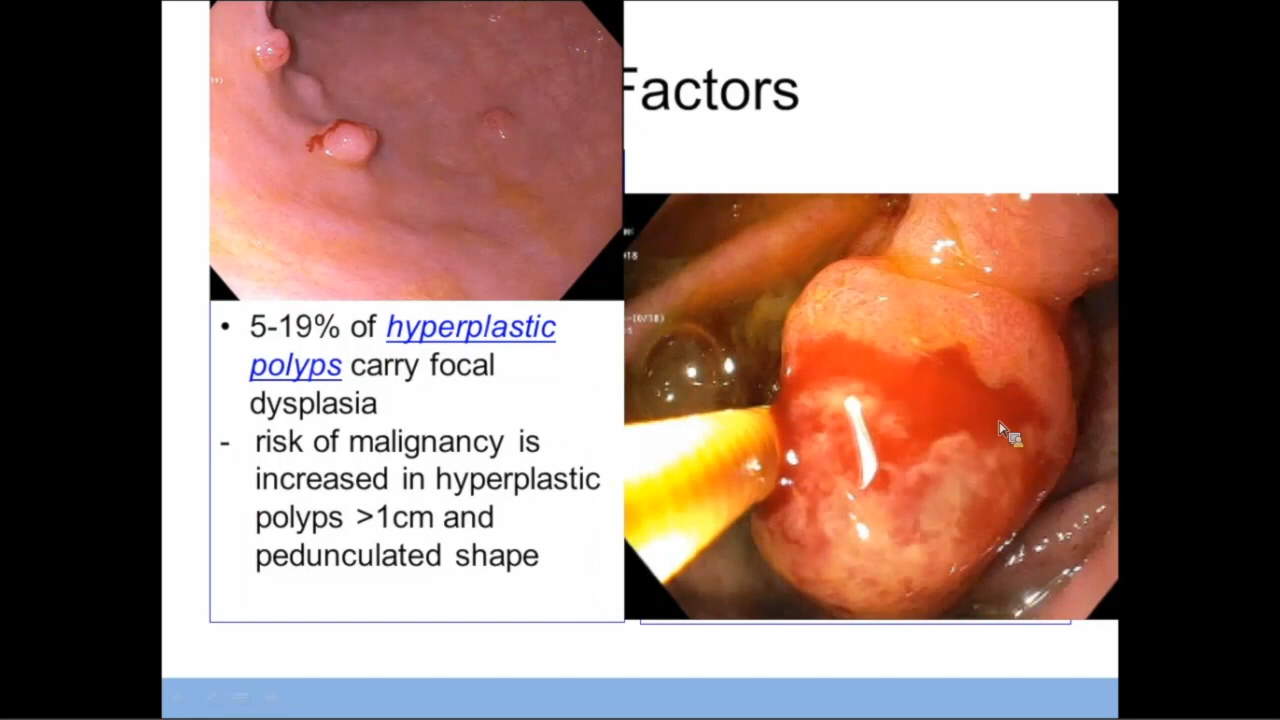 Factors
• 5-19% of hyperplastic
polyps carry focal
dysplasia
- risk of malignancy is
increased in hyperplastic
polyps >1cm and
pedunculated shape